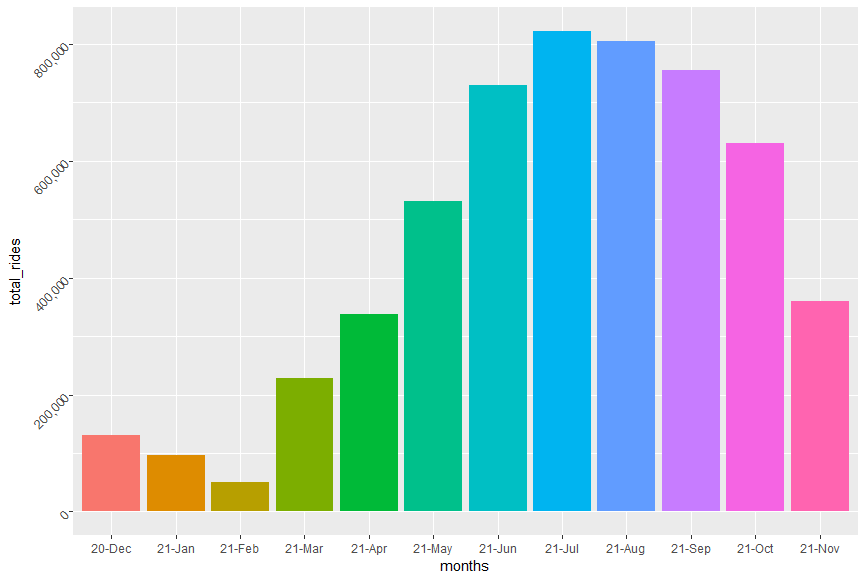 total_rides
800,000
600,000
400,000
200,000
0
20-Dec 21-Jan 21-Feb 21-Mar 21-Apr 21-May 21-Jun 21-Jul 21-Aug 21-Sep 21-Oct 21-Nov
months